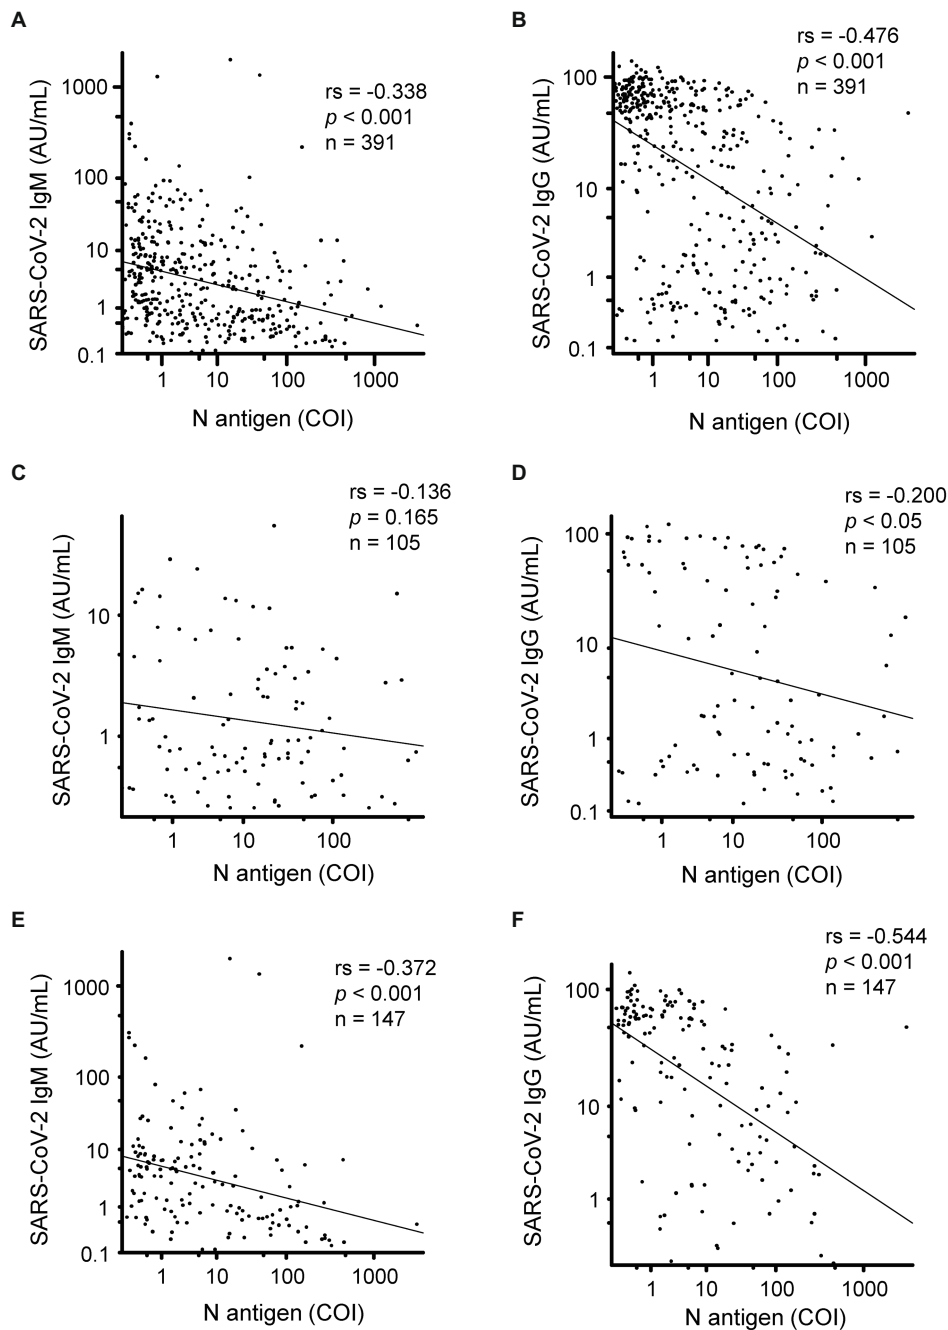 A
rs = -0.338
p < 0.001
n = 391
SARS-CoV-2 IgM (AU/mL)
1000
100
10
1
0.1
1 10 100 1000
N antigen (COI)
B
rs = -0.476
p < 0.001
n = 391
SARS-CoV-2 IgG (AU/mL)
100
10
1
0.1
1 10 100 1000
N antigen (COI)
C
rs = -0.136
p = 0.165
n = 105
SARS-CoV-2 IgM (AU/mL)
10
1
1 10 100
N antigen (COI)
D
rs = -0.200
p < 0.05
n = 105
SARS-CoV-2 IgG (AU/mL)
100
10
1
0.1
1 10 100
N antigen (COI)
E
rs = -0.372
p < 0.001
n = 147
SARS-CoV-2 IgM (AU/mL)
1000
100
10
1
0.1
1 10 100 1000
N antigen (COI)
F
rs = -0.544
p < 0.001
n = 147
SARS-CoV-2 IgG (AU/mL)
100
10
1
1 10 100 1000
N antigen (COI)